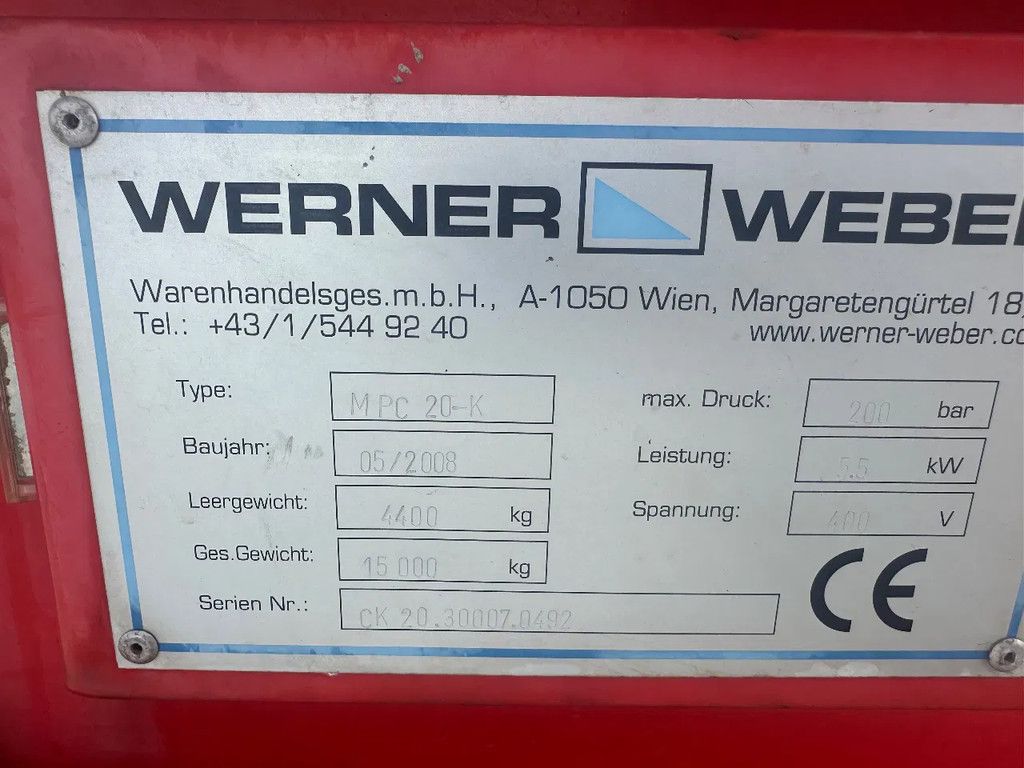 WERNER WEBE
Warenhandelsges.m.b.H., A-1050 Wien, Margaretengürtel 18
Tel.: +43/1/544 92 40 www.werner-weber.co
Type: MPC 20-K max. Druck: 200 bar
Baujahr: 05/2008 Leistung: 5.5 kW
Leergewicht: 4400 kg Spannung: 400 V
Ges.Gewicht: 15 000 kg
Serien Nr.: CK 20.30007.0492
CE